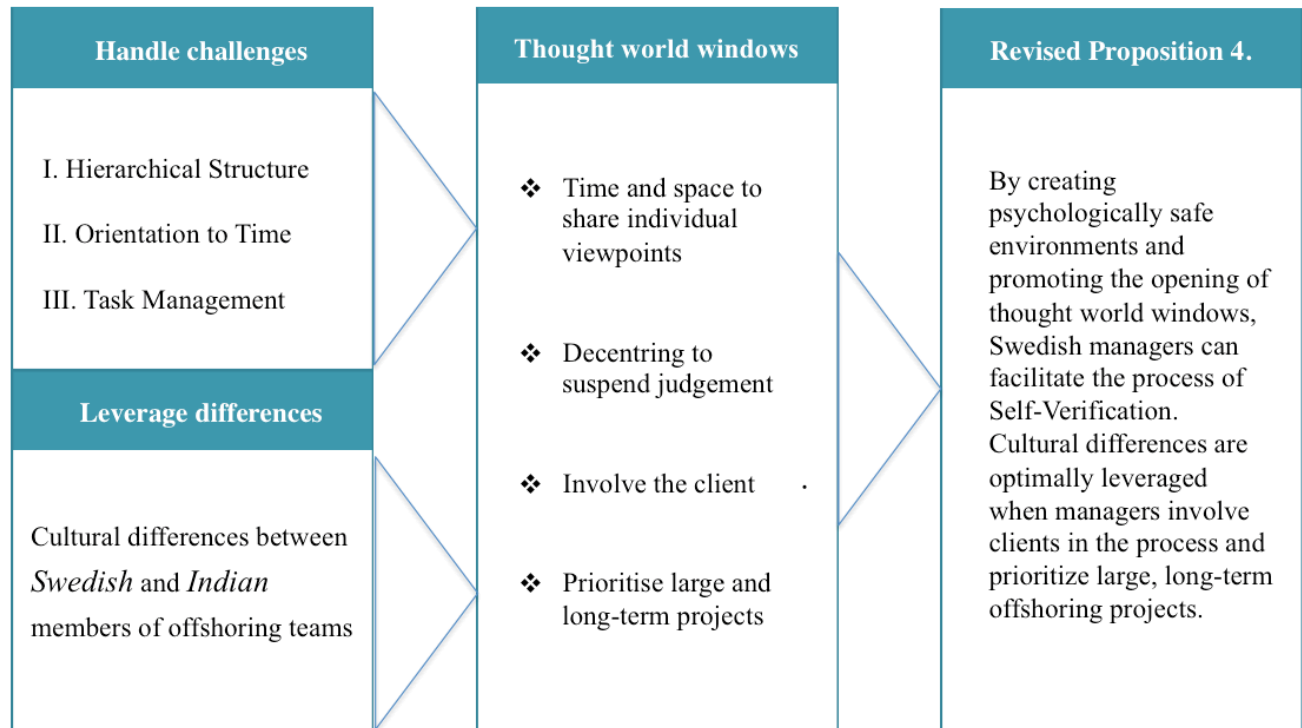 Handle challenges
I. Hierarchical Structure
II. Orientation to Time
III. Task Management
Leverage differences
Cultural differences between
Swedish and Indian
members of offshoring teams
Thought world windows
❖ Time and space to
share individual
viewpoints
❖ Decentring to
suspend judgement
❖ Involve the client .
❖ Prioritise large and
long-term projects
Revised Proposition 4.
By creating
psychologically safe
environments and
promoting the opening of
thought world windows,
Swedish managers can
facilitate the process of
Self-Verification.
Cultural differences are
optimally leveraged
when managers involve
clients in the process and
prioritize large, long-term
offshoring projects.